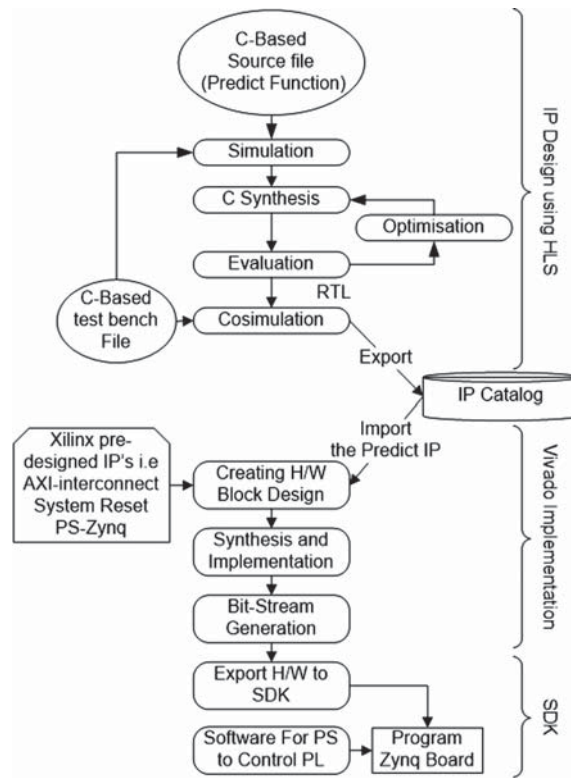 C-Based
Source file
(Predict Function)
Simulation
C Synthesis
Optimisation
Evaluation
RTL
C-Based
test bench
File
Cosimulation
Export
IP Catalog
IP Design using HLS
Import
the Predict IP
Xilinx pre-
designed IP's i.e
AXI-interconnect
System Reset
PS-Zynq
Creating H/W
Block Design
Synthesis and
Implementation
Bit-Stream
Generation
Vivado Implementation
Export H/W to
SDK
Software For PS
to Control PL
Program
Zynq Board
SDK